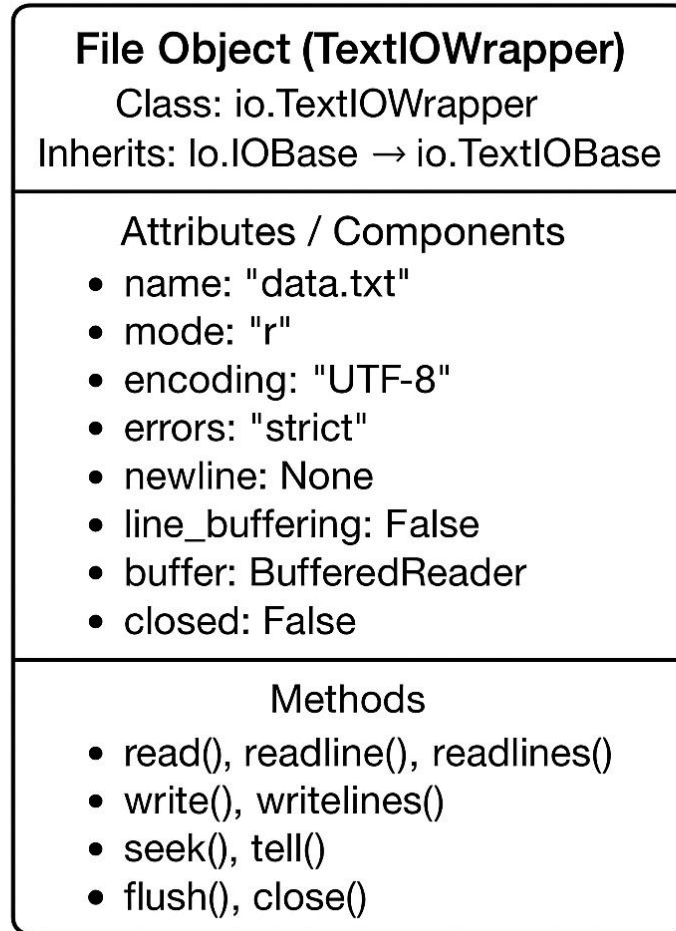 File Object (TextIOWrapper)
Class: io.TextIOWrapper
Inherits: Io.IOBase → io.TextIOBase
Attributes / Components
• name: "data.txt"
• mode: "r"
• encoding: "UTF-8"
• errors: "strict"
• newline: None
• line_buffering: False
• buffer: BufferedReader
• closed: False
Methods
• read(), readline(), readlines()
• write(), writelines()
• seek(), tell()
• flush(), close()